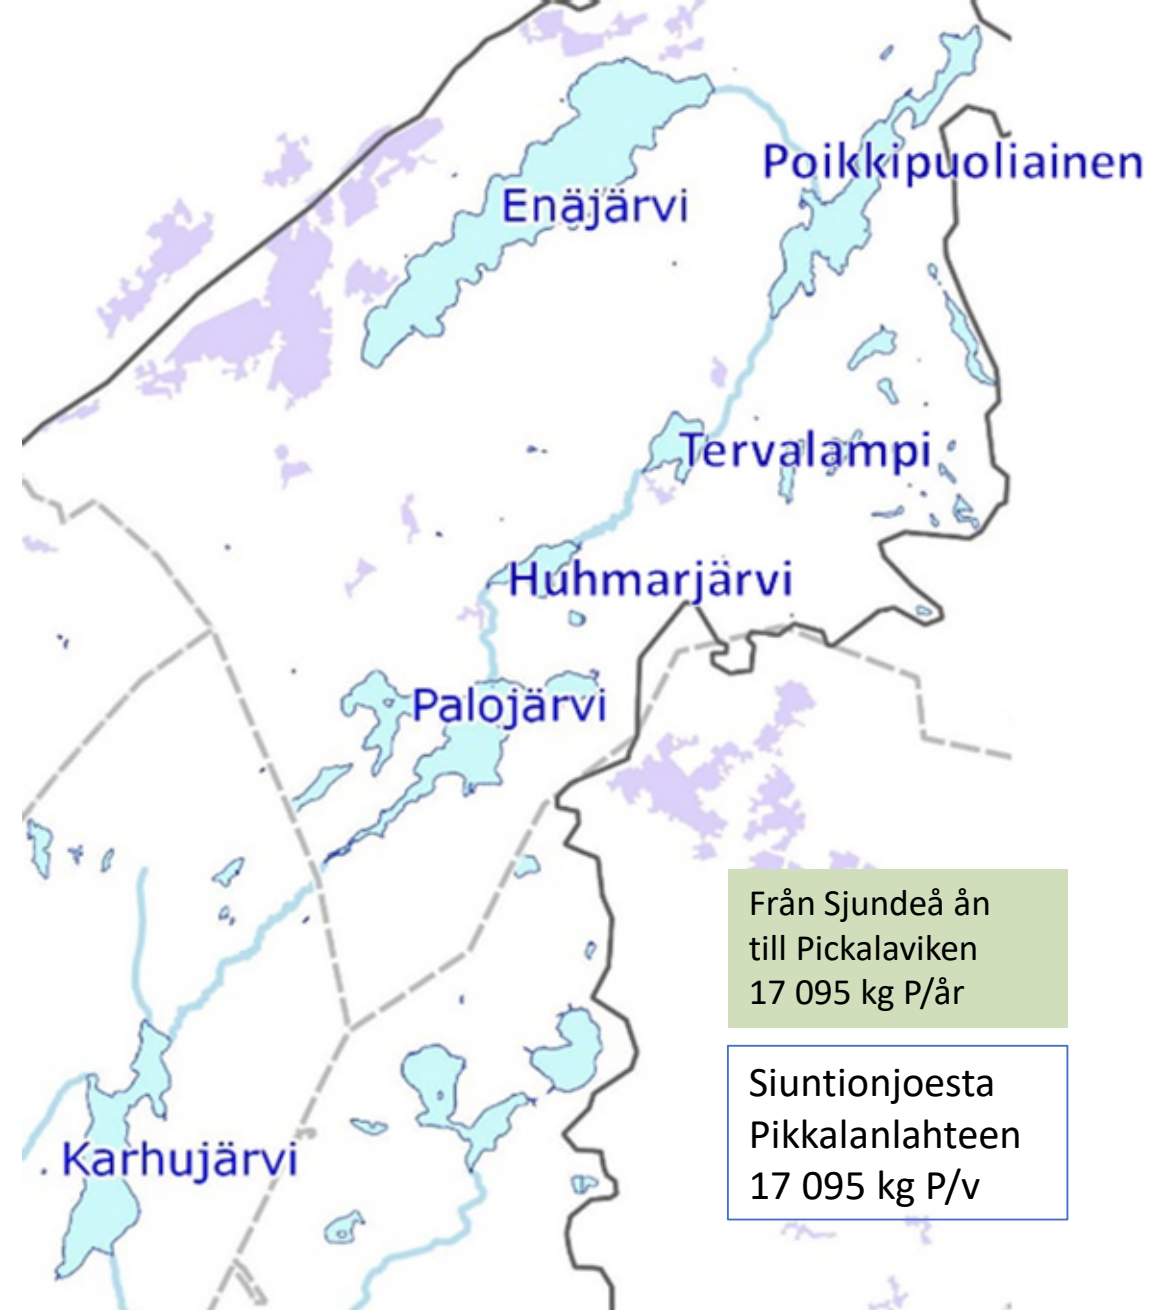 Poikkipuoliainen
Enäjärvi
Tervalampi
Huhmarjärvi
Palojärvi
Från Sjundeå ån
till Pickalaviken
17 095 kg P/år
Siuntionjoesta
Pikkalanlahteen
17 095 kg P/v
Karhujärvi